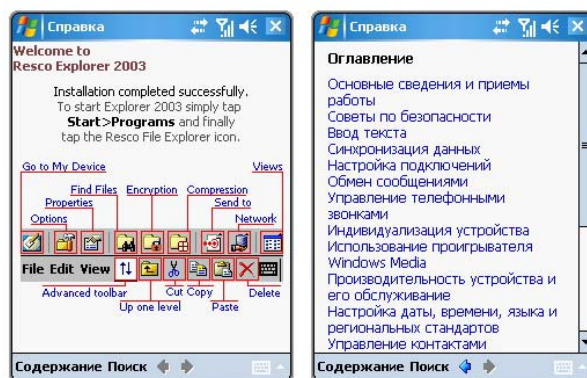 Справка
Welcome to
Resco Explorer 2003
Installation completed successfully.
To start Explorer 2003 simply tap
Start>Programs and finally
tap the Resco File Explorer icon.
Go to My Device
Views
Find Files
Encryption
Compression
Properties
Send to
Options
Network
File Edit View
Advanced toolbar
Cut
Copy
Delete
Up one level
Paste
Содержание Поиск
Справка
Оглавление
Основные сведения и приемы
работы
Советы по безопасности
Ввод текста
Синхронизация данных
Настройка подключений
Обмен сообщениями
Управление телефонными
звонками
Индивидуализация устройства
Использование проигрывателя
Windows Media
Производительность устройства и
его обслуживание
Настройка даты, времени, языка и
региональных стандартов
Управление контактами
Содержание Поиск